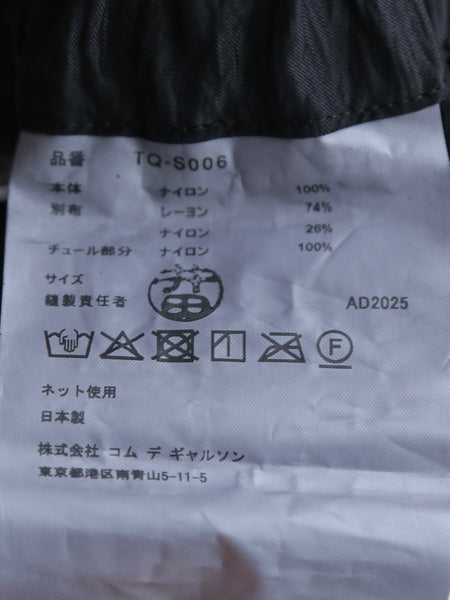 品番 TQ-S006
本体 ナイロン 100%
別布 レーヨン 74%
ナイロン 26%
チュール部分 ナイロン 100%
サイズ
縫製責任者 AD2025
F
ネット使用
日本製
株式会社 コム デ ギャルソン
東京都港区南青山5-11-5